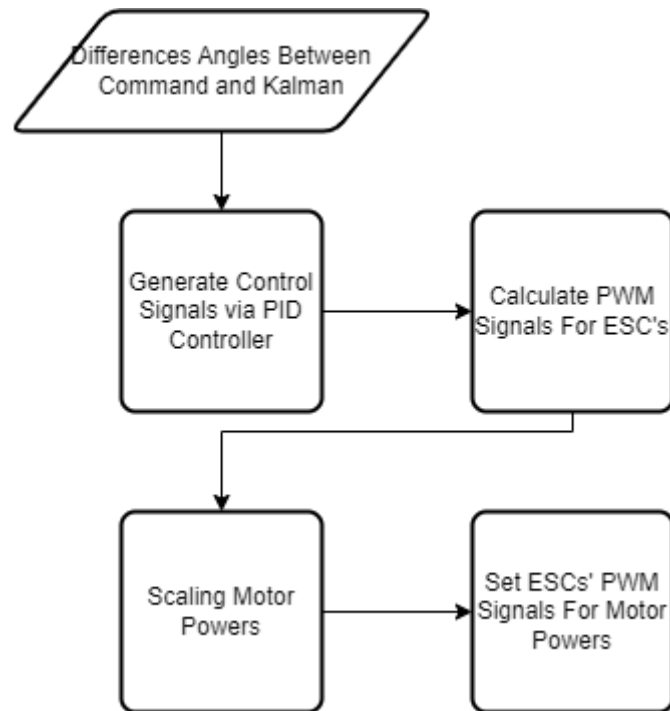 Differences Angles Between
Command and Kalman
Generate Control
Signals via PID
Controller
Calculate PWM
Signals For ESC's
Scaling Motor
Powers
Set ESCs' PWM
Signals For Motor
Powers